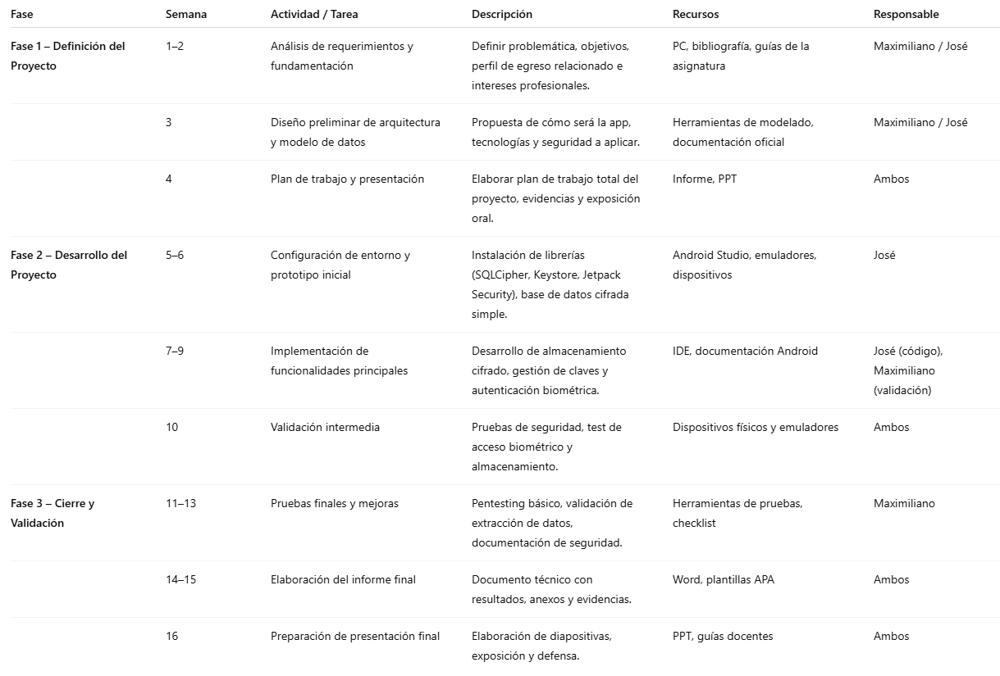 Fase Semana Actividad / Tarea Descripción Recursos Responsable
Fase 1 – Definición del Proyecto 1–2 Análisis de requerimientos y fundamentación Definir problemática, objetivos, perfil de egreso relacionado e intereses profesionales. PC, bibliografía, guías de la asignatura Maximiliano / José
3 Diseño preliminar de arquitectura y modelo de datos Propuesta de cómo será la app, tecnologías y seguridad a aplicar. Herramientas de modelado, documentación oficial Maximiliano / José
4 Plan de trabajo y presentación Elaborar plan de trabajo total del proyecto, evidencias y exposición oral. Informe, PPT Ambos
Fase 2 – Desarrollo del Proyecto 5–6 Configuración de entorno y prototipo inicial Instalación de librerías (SQLCipher, Keystore, Jetpack Security), base de datos cifrada simple. Android Studio, emuladores, dispositivos José
7–9 Implementación de funcionalidades principales Desarrollo de almacenamiento cifrado, gestión de claves y autenticación biométrica. IDE, documentación Android José (código), Maximiliano (validación)
10 Validación intermedia Pruebas de seguridad, test de acceso biométrico y almacenamiento. Dispositivos físicos y emuladores Ambos
Fase 3 – Cierre y Validación 11–13 Pruebas finales y mejoras Pentesting básico, validación de extracción de datos, documentación de seguridad. Herramientas de pruebas, checklist Maximiliano
14–15 Elaboración del informe final Documento técnico con resultados, anexos y evidencias. Word, plantillas APA Ambos
16 Preparación de presentación final Elaboración de diapositivas, exposición y defensa. PPT, guías docentes Ambos